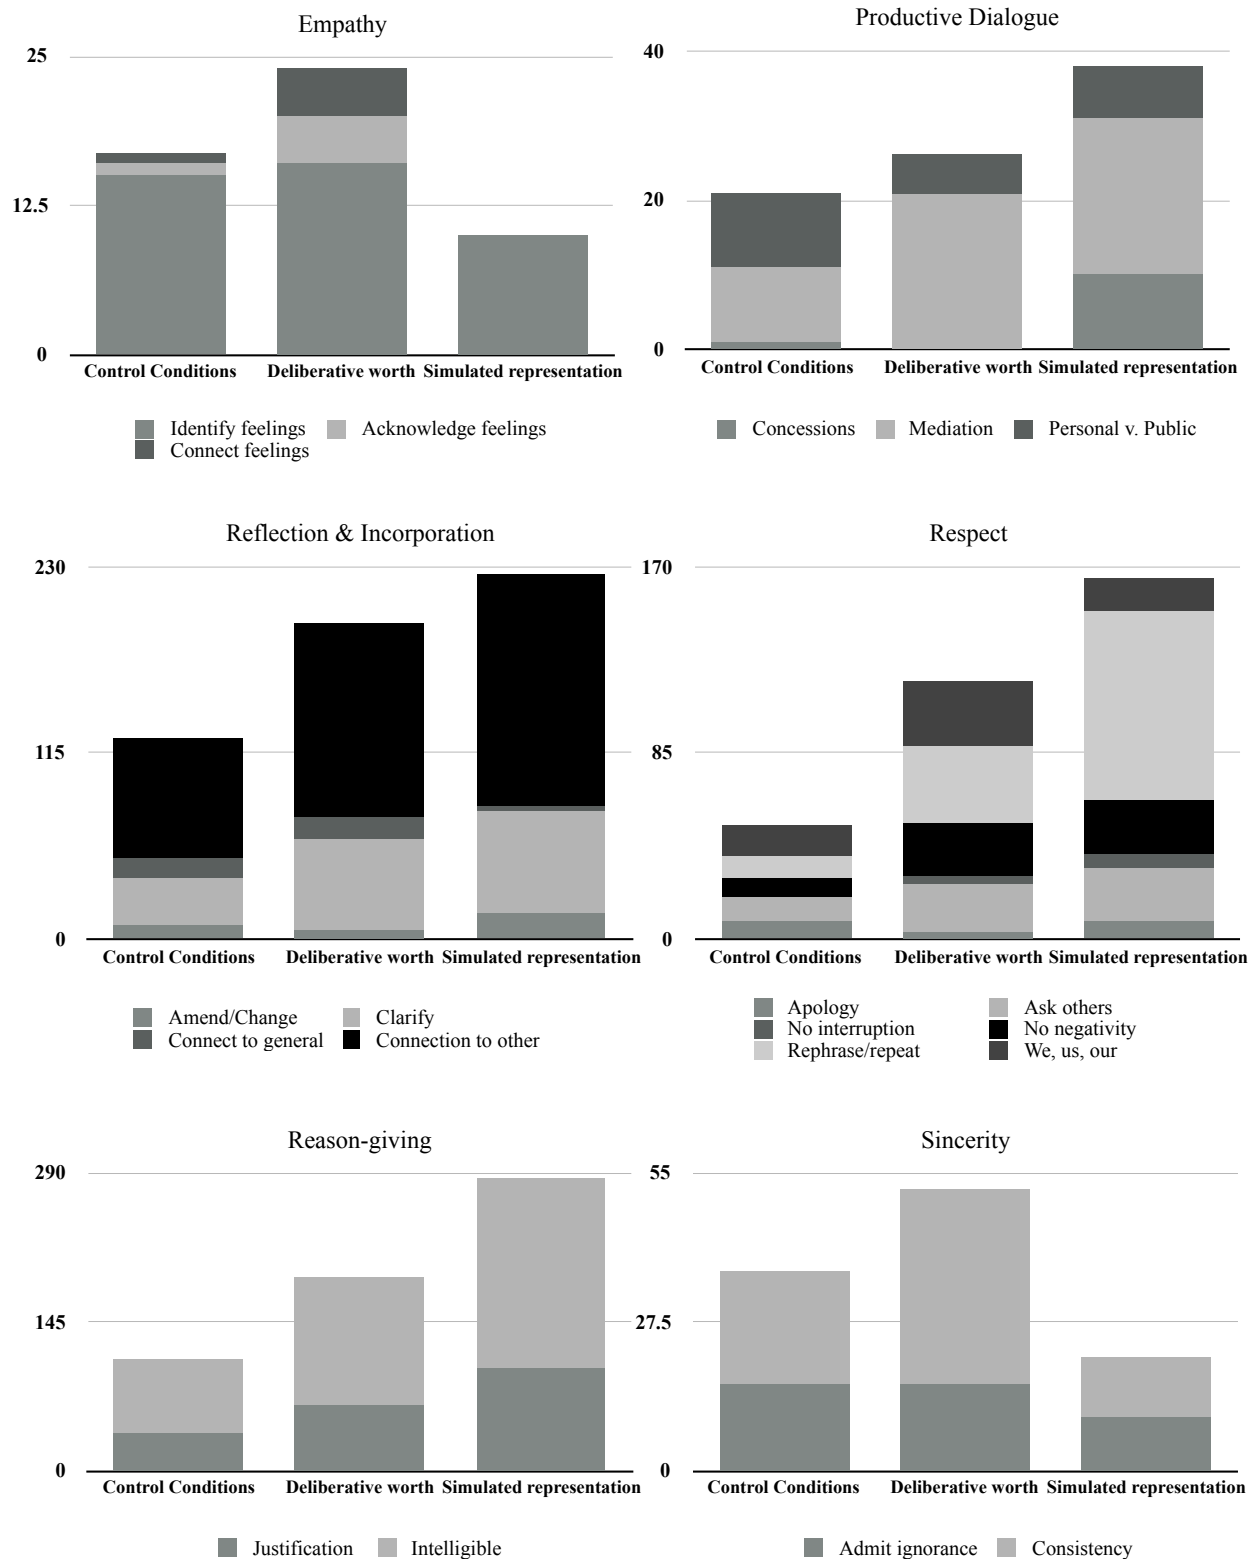 Empathy
25
12.5
0
Control Conditions Deliberative worth Simulated representation
Identify feelings Acknowledge feelings
Connect feelings
Productive Dialogue
40
20
0
Control Conditions Deliberative worth Simulated representation
Concessions Mediation Personal v. Public
Reflection & Incorporation
230
115
0
Control Conditions Deliberative worth Simulated representation
Amend/Change Clarify
Connect to general Connection to other
Respect
170
85
0
Control Conditions Deliberative worth Simulated representation
Apology Ask others
No interruption No negativity
Rephrase/repeat We, us, our
Reason-giving
290
145
0
Control Conditions Deliberative worth Simulated representation
Justification Intelligible
Sincerity
55
27.5
0
Control Conditions Deliberative worth Simulated representation
Admit ignorance Consistency